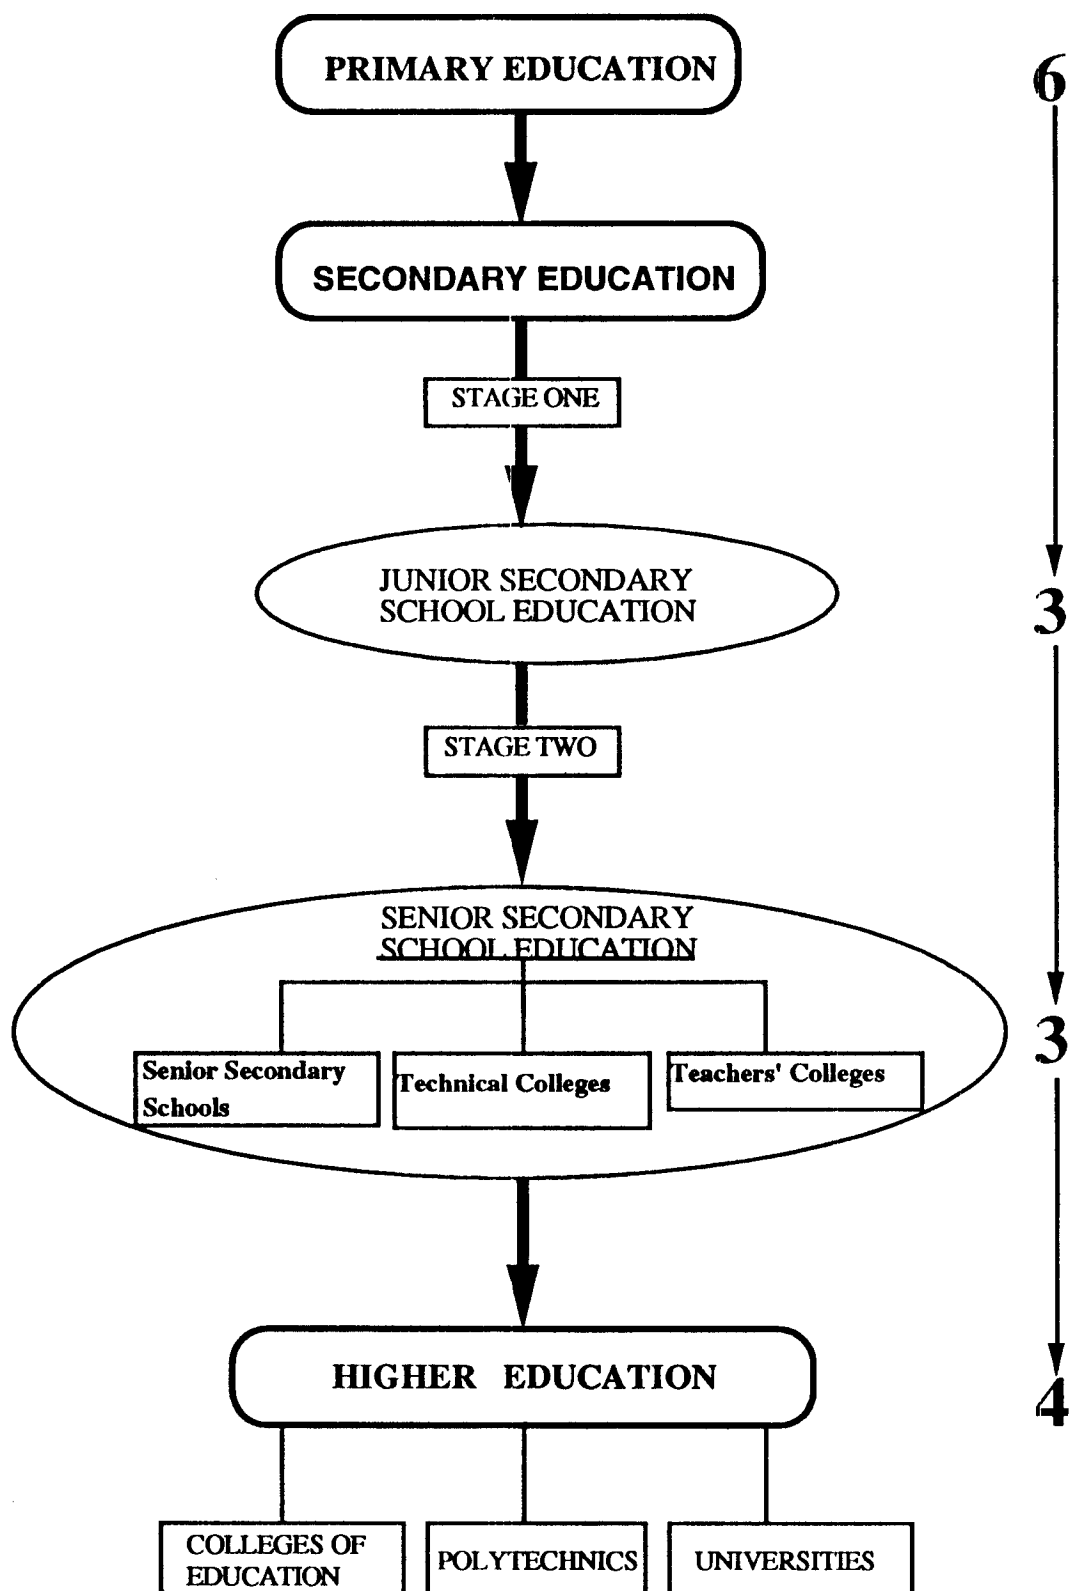 PRIMARY EDUCATION
6
SECONDARY EDUCATION
STAGE ONE
JUNIOR SECONDARY
SCHOOL EDUCATION
3
STAGE TWO
SENIOR SECONDARY
SCHOOL EDUCATION
3
Senior Secondary
Schools
Technical Colleges
Teachers' Colleges
HIGHER EDUCATION
4
COLLEGES OF
EDUCATION
POLYTECHNICS
UNIVERSITIES